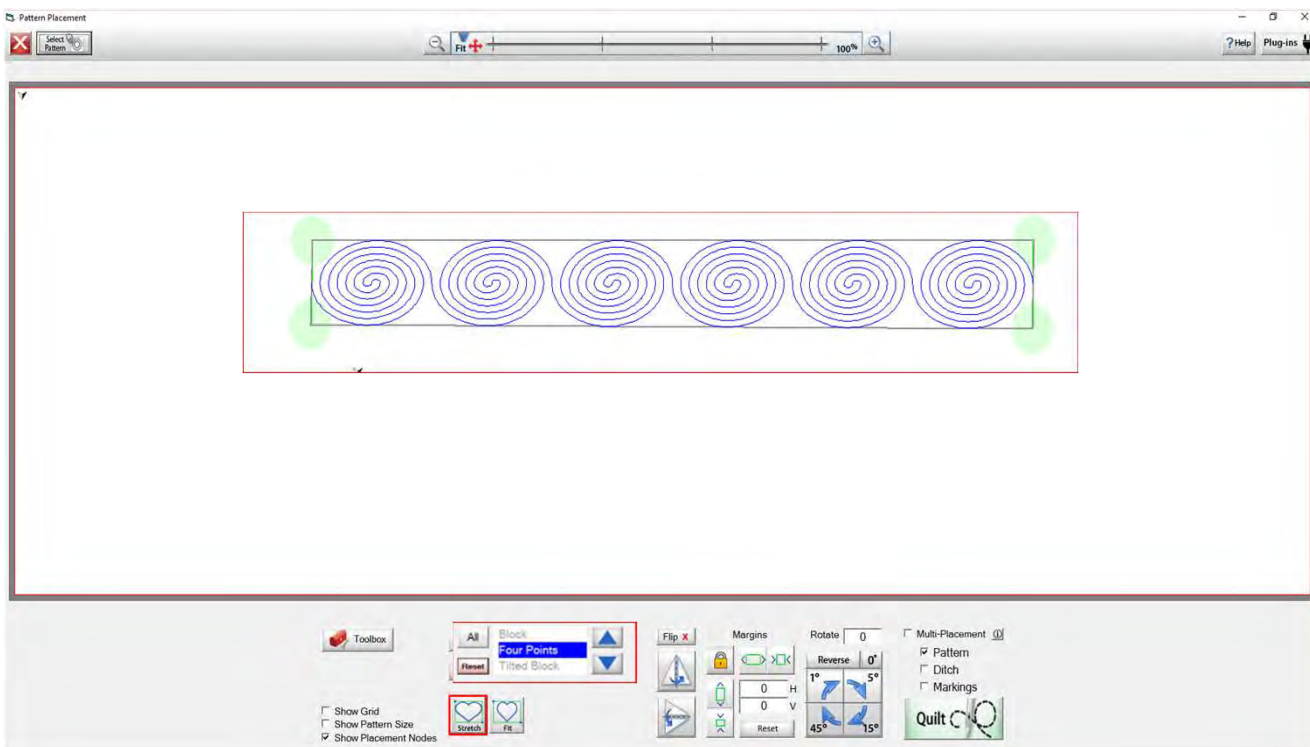 Pattern Placement
Select Pattern
Fit
100%
?Help
Plug-ins
Toolbox
All
Reset
Block
Four Points
Tilted Block
Show Grid
Show Pattern Size
Show Placement Nodes
Stretch
Fit
Flip X
Margins
0 H
0 V
Reset
Rotate 0
Reverse 0°
1° 5°
45° 15°
Multi-Placement
Pattern
Ditch
Markings
Quilt